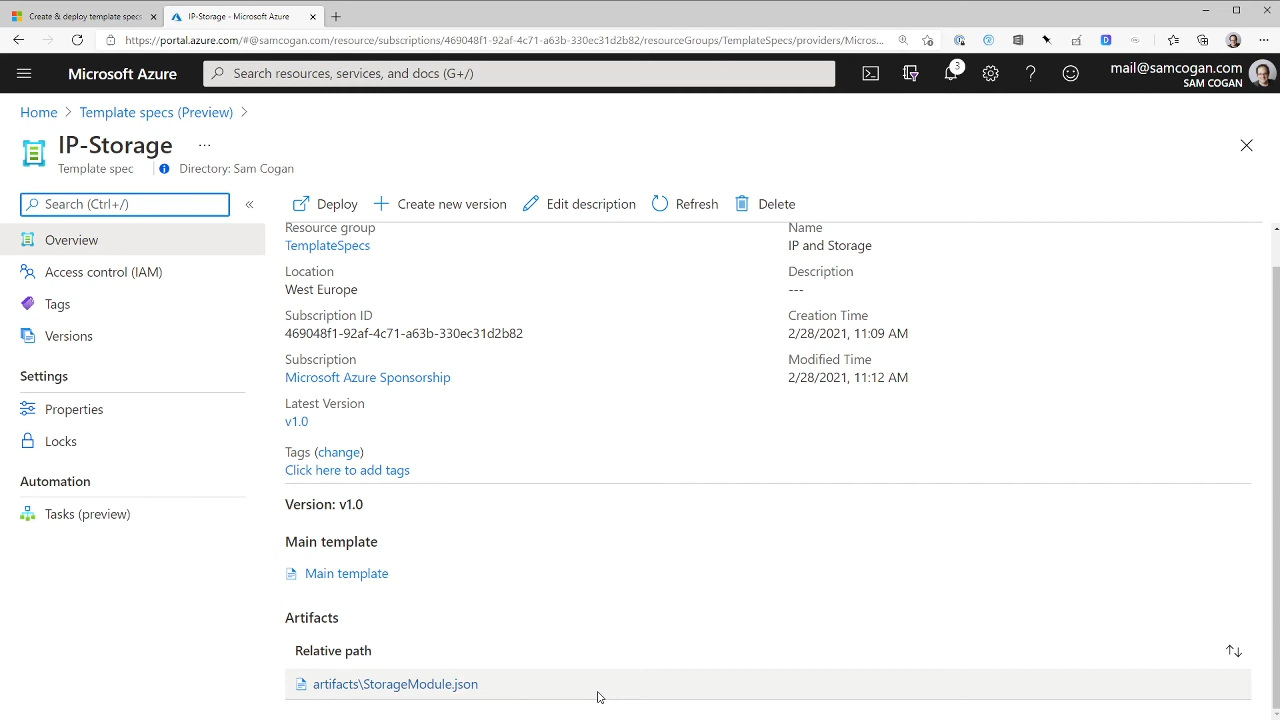 Create & deploy template specs
IP-Storage - Microsoft Azure
https://portal.azure.com/#@samcogan.com/resource/subscriptions/469048f1-92af-4c71-a63b-330ec31d2b82/resourceGroups/TemplateSpecs/providers/Micros...
Microsoft Azure
Search resources, services, and docs (G+/)
3
mail@samcogan.com
SAM COGAN
Home > Template specs (Preview) >
IP-Storage ...
Template spec
Directory: Sam Cogan
Search (Ctrl+/)
«
Deploy
Create new version
Edit description
Refresh
Delete
Overview
Access control (IAM)
Tags
Versions
Settings
Properties
Locks
Automation
Tasks (preview)
Resource group
TemplateSpecs
Location
West Europe
Subscription ID
469048f1-92af-4c71-a63b-330ec31d2b82
Subscription
Microsoft Azure Sponsorship
Latest Version
v1.0
Name
IP and Storage
Description
---
Creation Time
2/28/2021, 11:09 AM
Modified Time
2/28/2021, 11:12 AM
Tags (change)
Click here to add tags
Version: v1.0
Main template
Main template
Artifacts
Relative path
artifacts\StorageModule.json